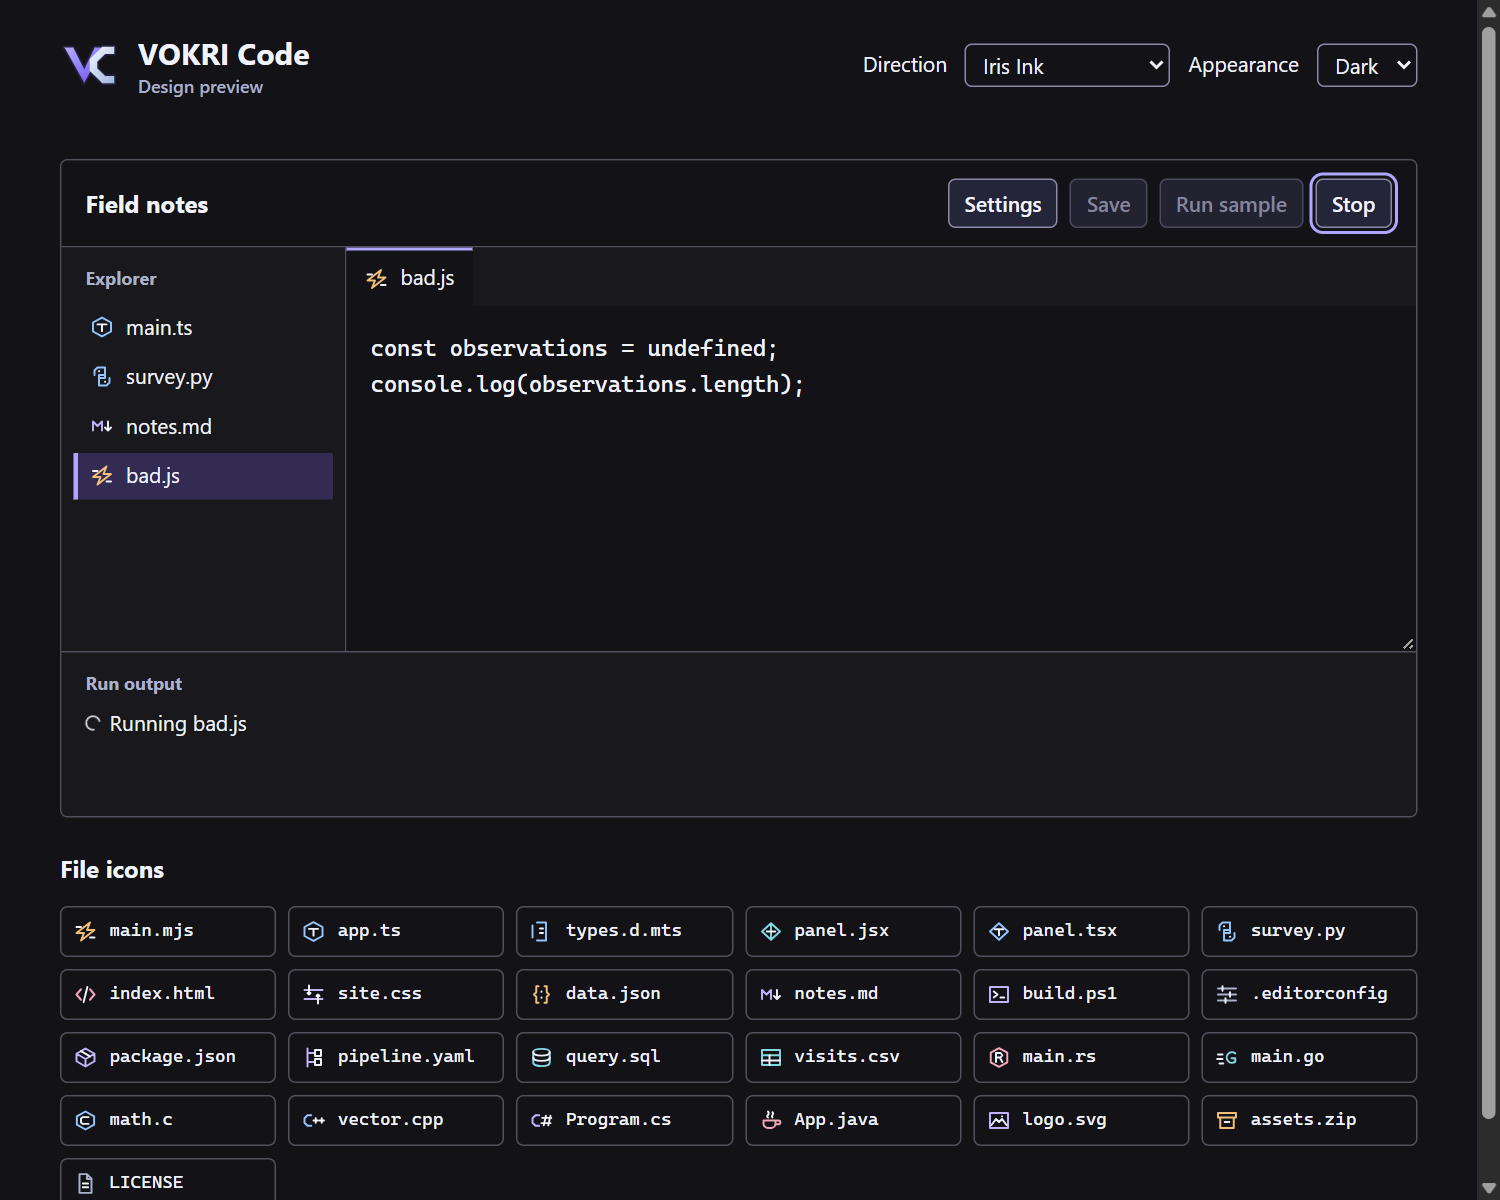 VOKRI Code
Design preview
Direction
Iris Ink
Appearance
Dark
Field notes
Settings
Save
Run sample
Stop
Explorer
main.ts
survey.py
notes.md
bad.js
bad.js
const observations = undefined;
console.log(observations.length);
Run output
Running bad.js
File icons
main.mjs
app.ts
types.d.mts
panel.jsx
panel.tsx
survey.py
index.html
site.css
data.json
notes.md
build.ps1
.editorconfig
package.json
pipeline.yaml
query.sql
visits.csv
main.rs
main.go
math.c
vector.cpp
Program.cs
App.java
logo.svg
assets.zip
LICENSE